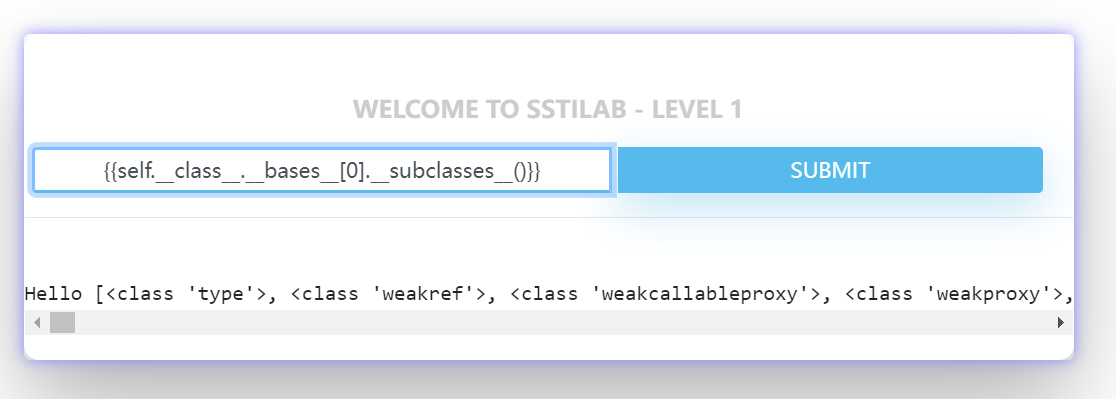 WELCOME TO SSTILAB - LEVEL 1
{{self.__class__.__bases__[0].__subclasses__()}}
SUBMIT
Hello [<class 'type'>, <class 'weakref'>, <class 'weakcallableproxy'>, <class 'weakproxy'>,